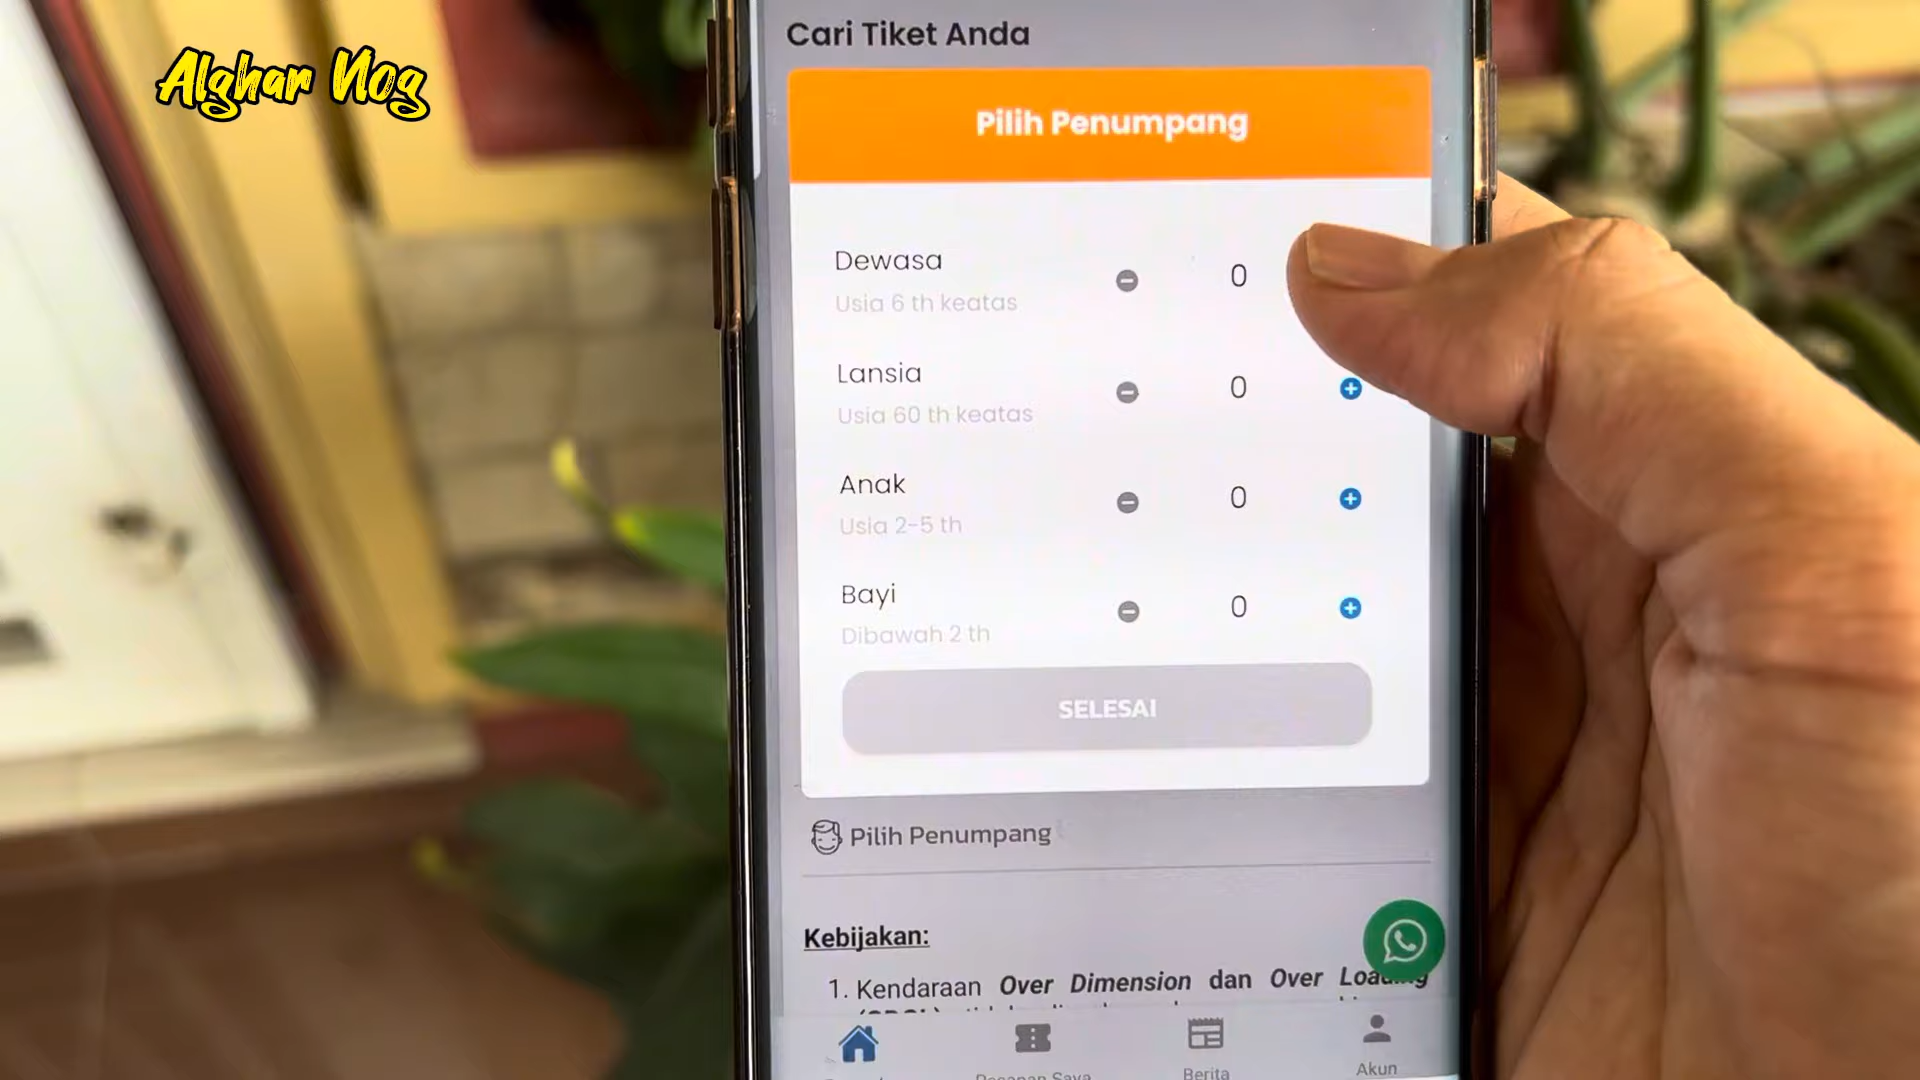 Alghar Vlog
Cari Tiket Anda
Pilih Penumpang
Dewasa
0
Usia 6 th keatas
Lansia
0
Usia 60 th keatas
Anak
0
Usia 2-5 th
Bayi
0
Dibawah 2 th
SELESAI
Pilih Penumpang
Kebijakan:
1. Kendaraan Over Dimension dan Over Loading
Berita
Akun